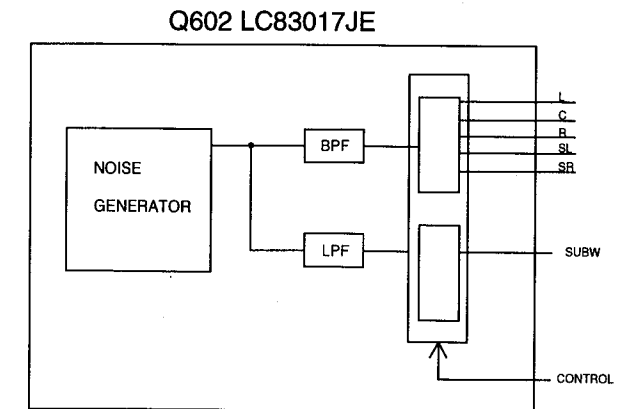 Q602 LC83017JE
NOISE
GENERATOR
BPF
LPF
L
C
R
SL
SR
SUBW
CONTROL